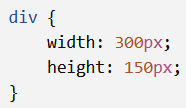 div {
    width: 300px;
    height: 150px;
}